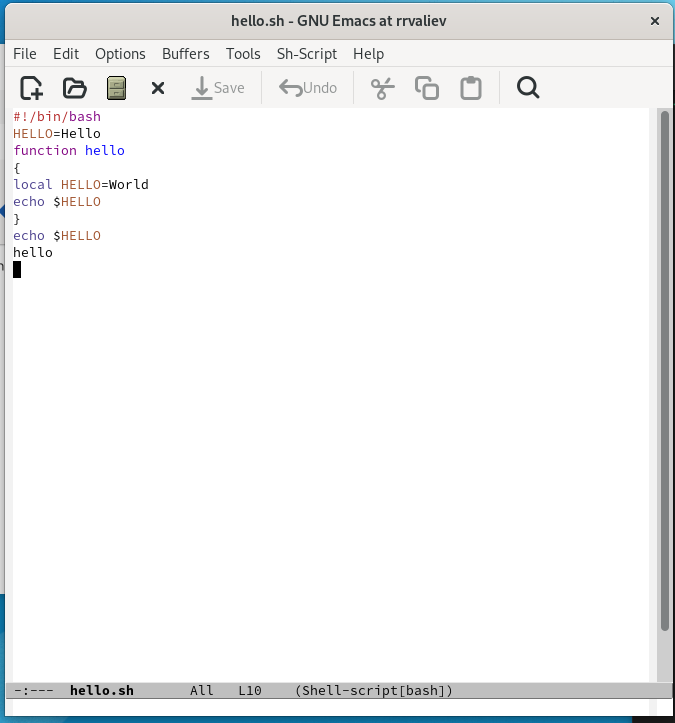 hello.sh - GNU Emacs at rrvaliev
File Edit Options Buffers Tools Sh-Script Help
Save Undo
#!/bin/bash
HELLO=Hello
function hello
{
local HELLO=World
echo $HELLO
}
echo $HELLO
hello
-:--- hello.sh All L10 (Shell-script[bash])